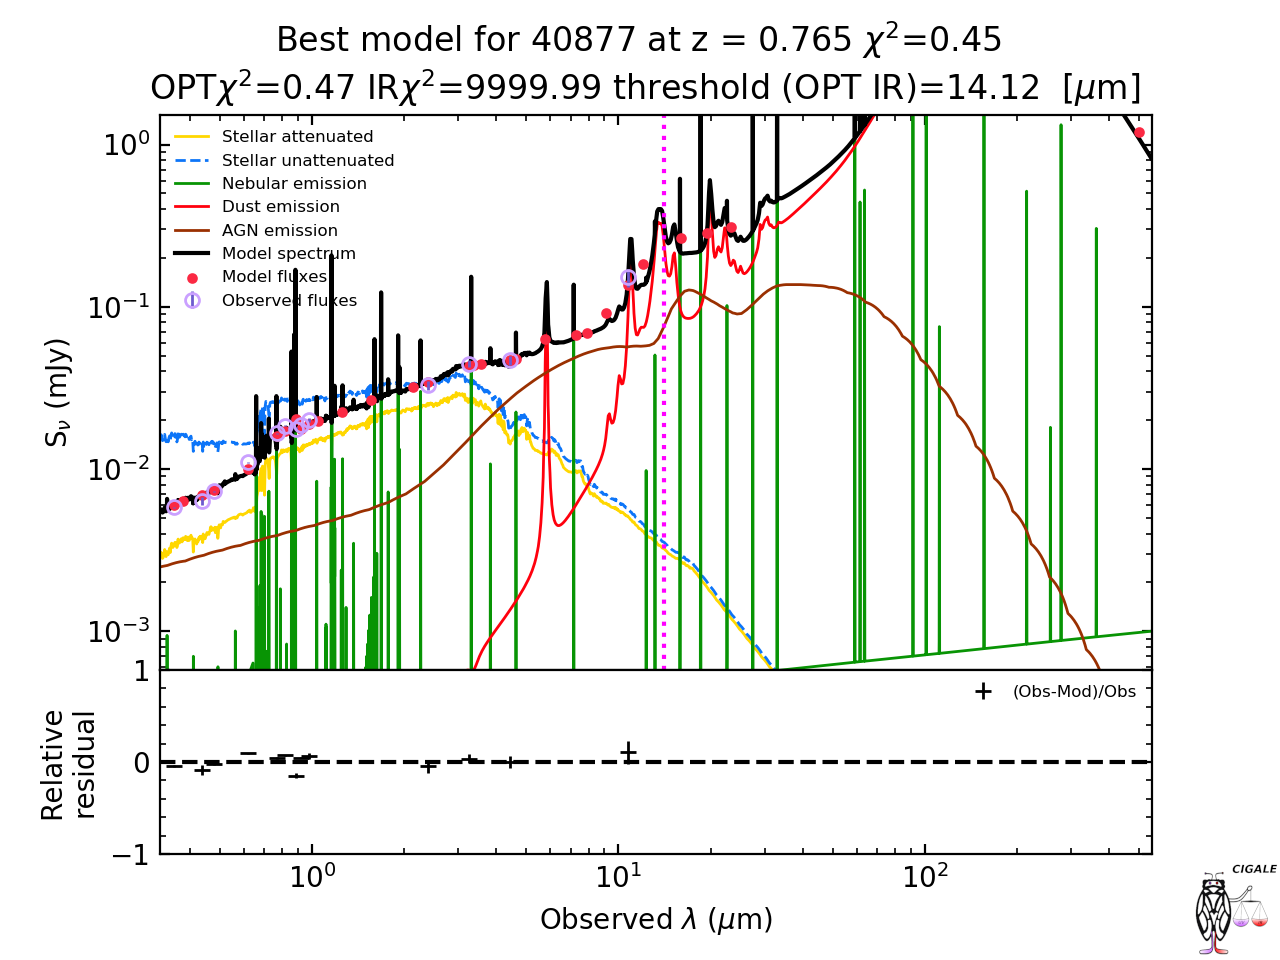 Best model for 40877 at z = 0.765 χ²=0.45
OPTχ²=0.47 IRχ²=9999.99 threshold (OPT IR)=14.12 [μm]
Stellar attenuated
Stellar unattenuated
Nebular emission
Dust emission
AGN emission
Model spectrum
Model fluxes
Observed fluxes
10⁰
10⁻¹
10⁻²
10⁻³
S_ν (mJy)
1
0
−1
Relative
residual
(Obs-Mod)/Obs
10⁰ 10¹ 10²
Observed λ (μm)
CIGALE